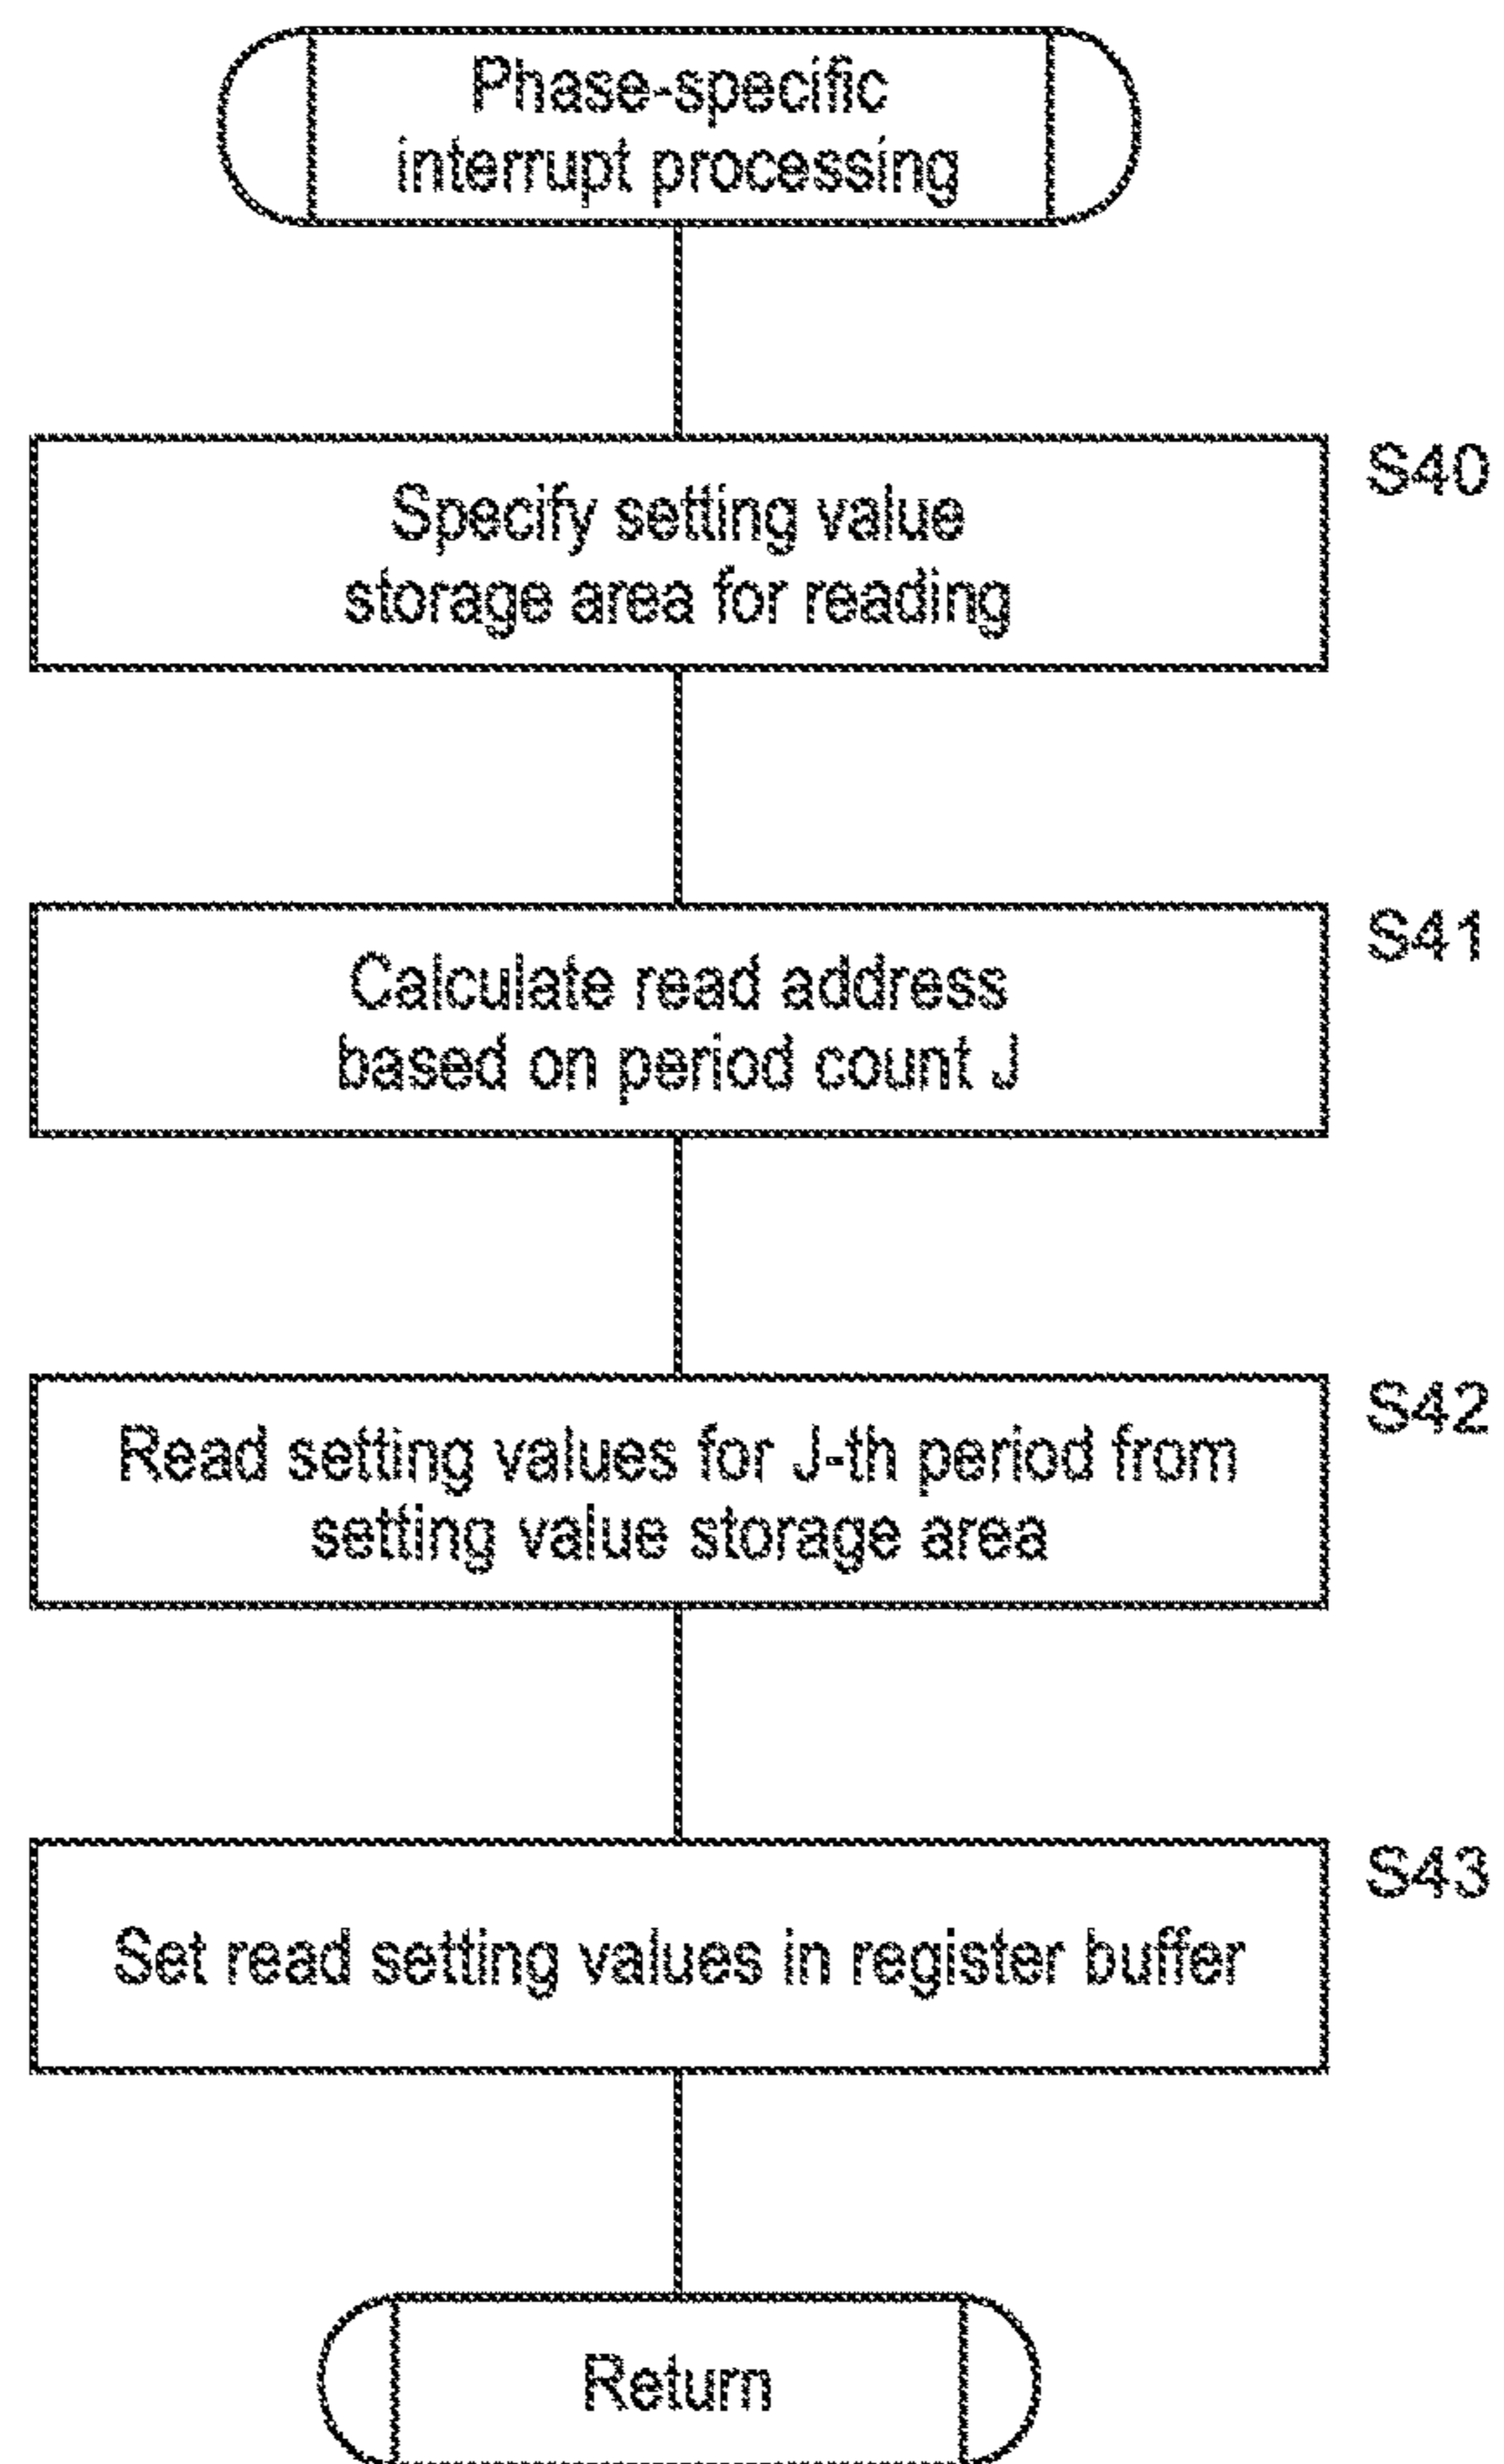 Phase-specific
interrupt processing
S40
Specify setting value
storage area for reading
S41
Calculate read address
based on period count J
S42
Read setting values for J-th period from
setting value storage area
S43
Set read setting values in register buffer
Return